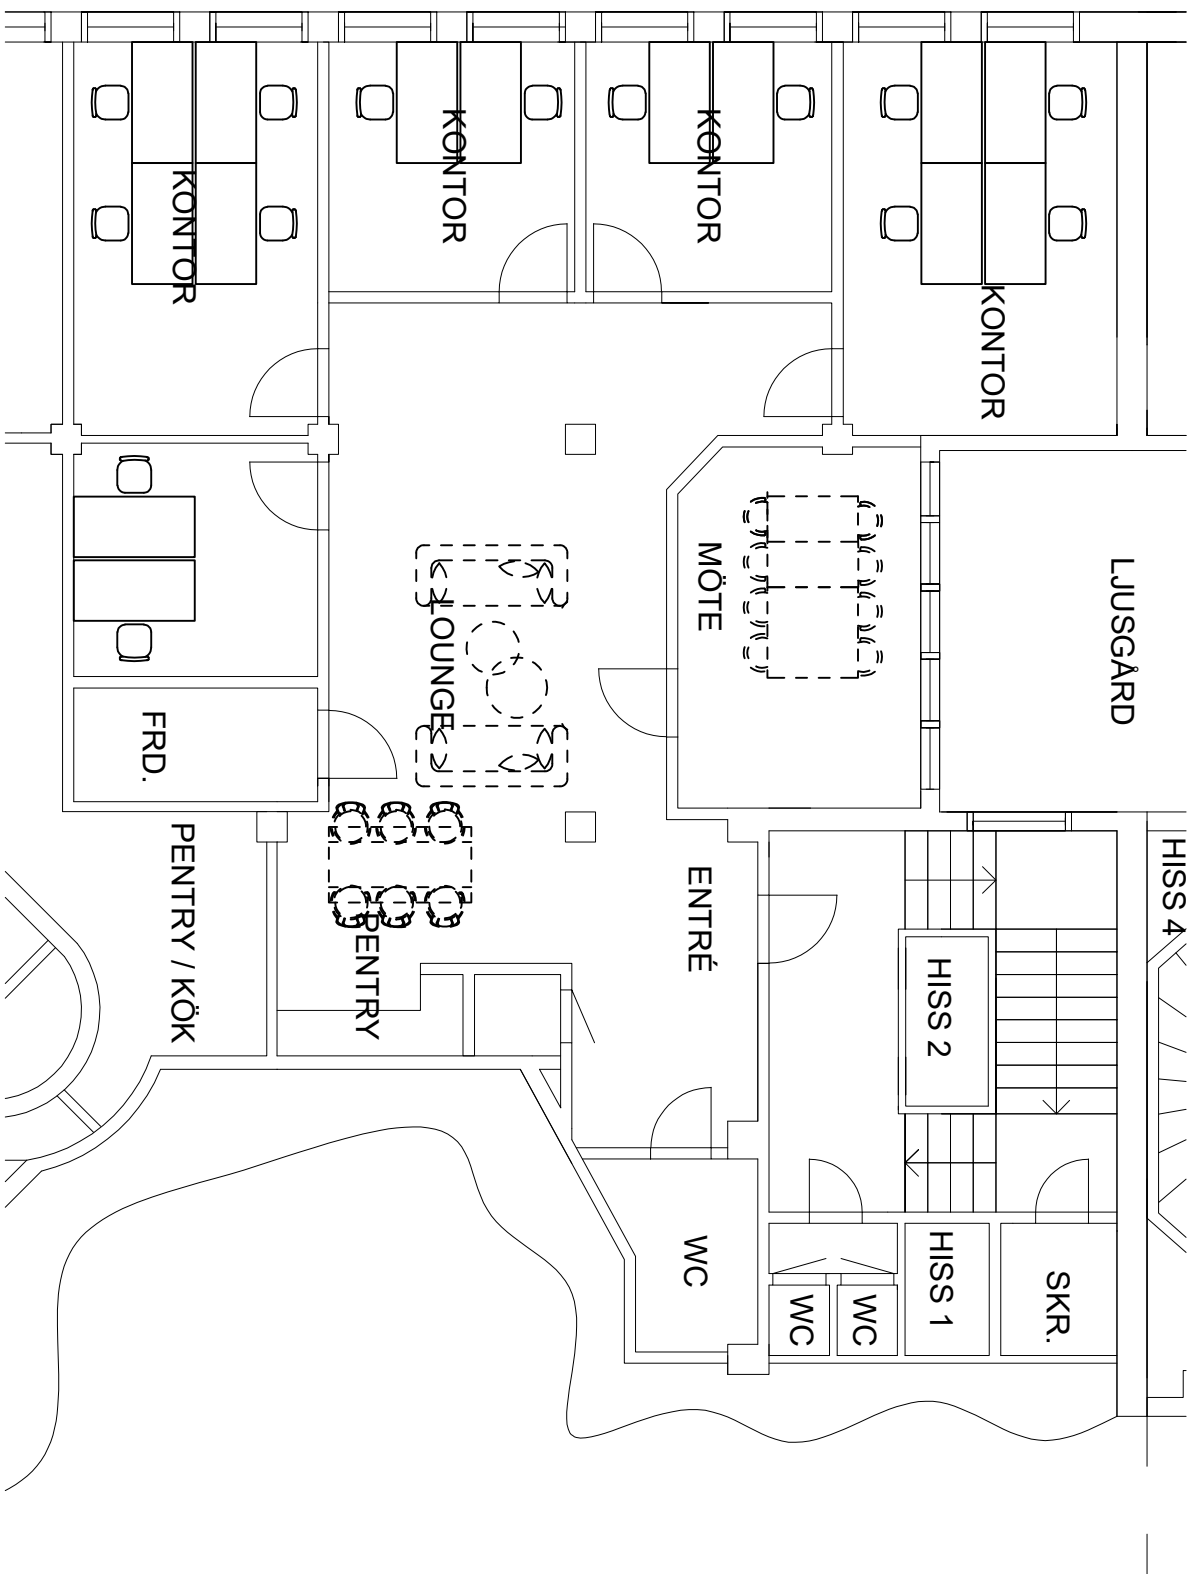 KONTOR
KONTOR
KONTOR
KONTOR
MÖTE
LJUSGÅRD
LOUNGE
FRD.
PENTRY / KÖK
PENTRY
ENTRÉ
HISS 4
HISS 2
WC
WC
WC
HISS 1
SKR.